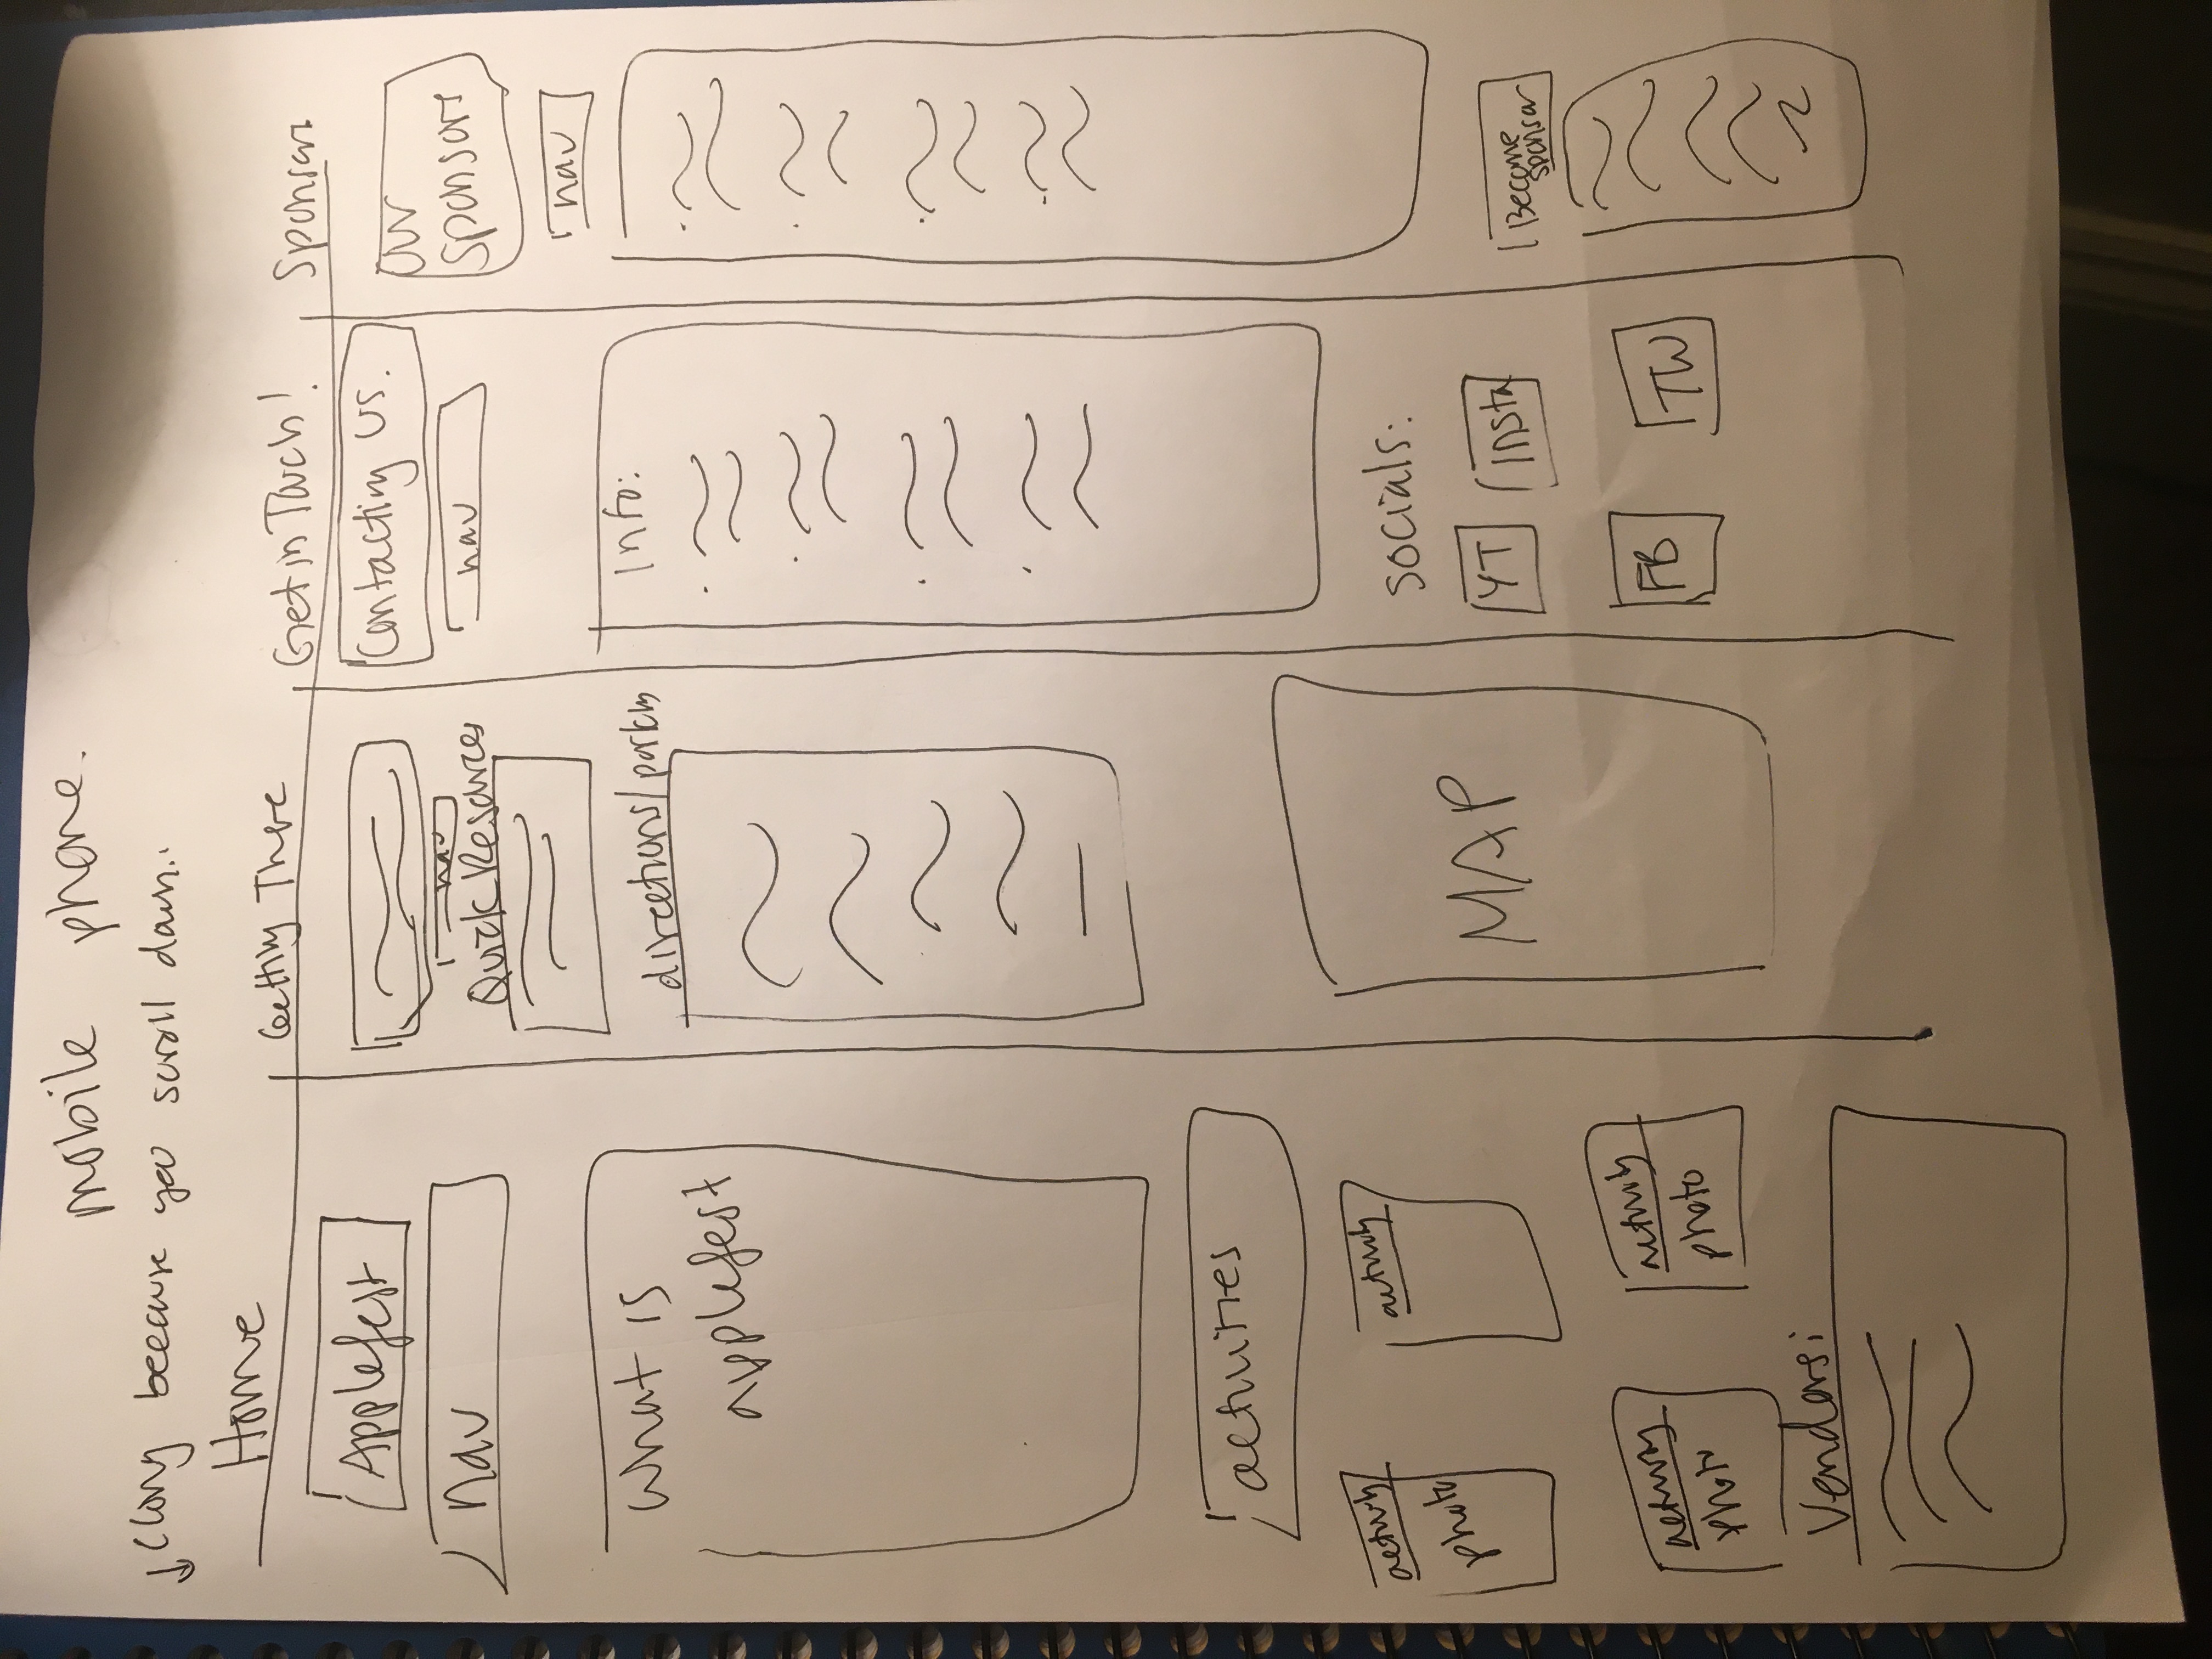 mobile phone.
↓ (long beecause you scroll down..
Home
Applefest
nav
What is
applefest
activities
activity
photo
activity
activity
photo
activity
photo
Vendors:
Getting There
nav
Quick Resources
directions/parking
MAP
Get in Touch!
Contacting us.
nav
info:
socials:
YT
insta
FB
TW
Sponsors
our
sponsors
nav
Become
sponsor